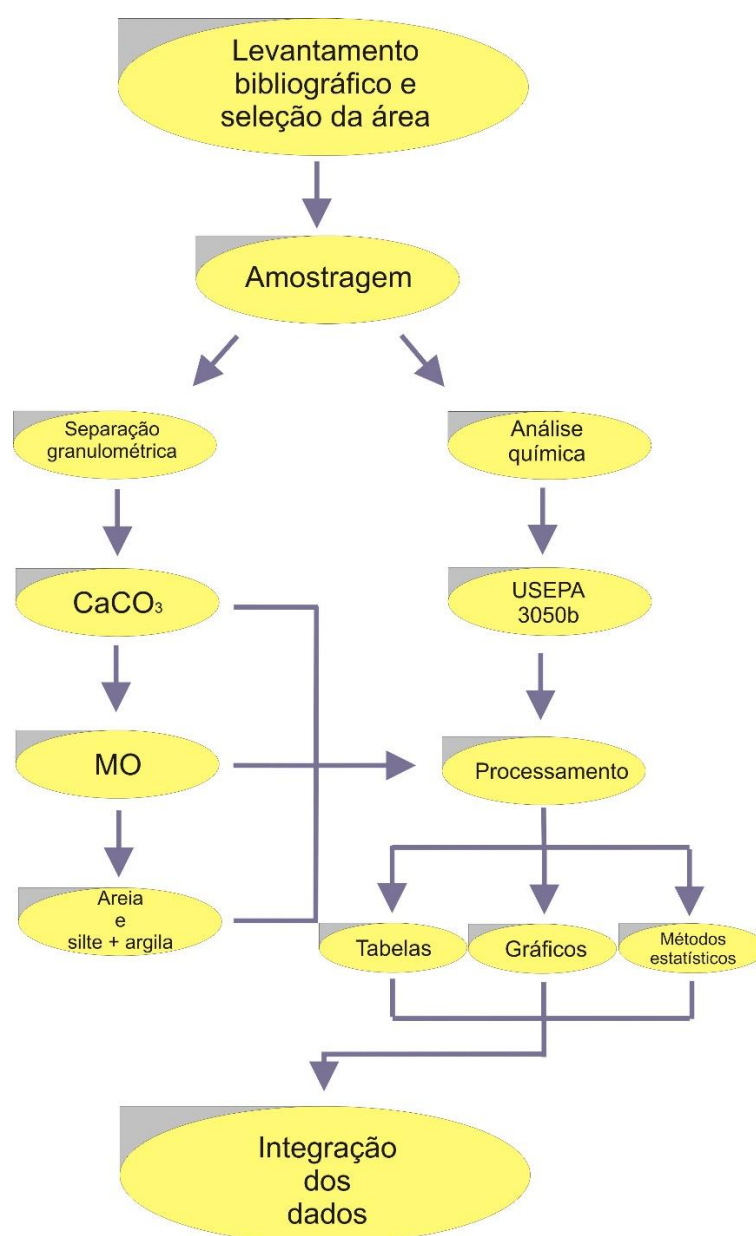 Levantamento
bibliográfico e
seleção da área
Amostragem
Separação
granulométrica
Análise
química
CaCO₃
USEPA
3050b
MO
Processamento
Areia
e
silte + argila
Tabelas
Gráficos
Métodos
estatísticos
Integração
dos
dados